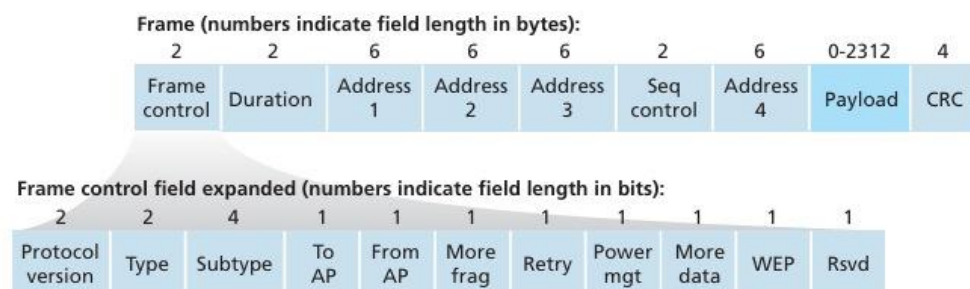 Frame (numbers indicate field length in bytes):
2 2 6 6 6 2 6 0-2312 4
Frame control Duration Address 1 Address 2 Address 3 Seq control Address 4 Payload CRC
Frame control field expanded (numbers indicate field length in bits):
2 2 4 1 1 1 1 1 1 1 1
Protocol version Type Subtype To AP From AP More frag Retry Power mgt More data WEP Rsvd